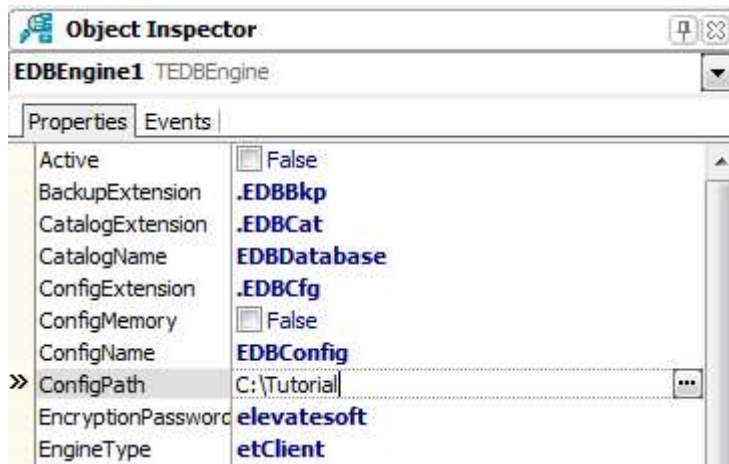 Object Inspector
EDBEngine1 TEDBEngine
Properties Events
Active False
BackupExtension .EDBBkp
CatalogExtension .EDBCat
CatalogName EDBDatabase
ConfigExtension .EDBCfg
ConfigMemory False
ConfigName EDBConfig
» ConfigPath C:\Tutorial ...
EncryptionPassword elevatesoft
EngineType etClient